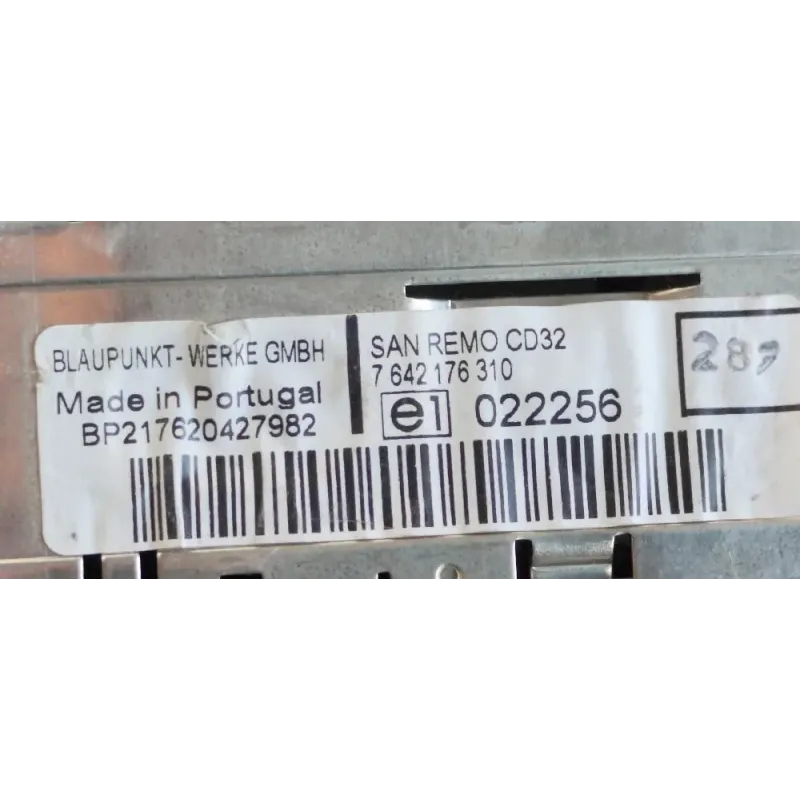 BLAUPUNKT- WERKE GMBH
Made in Portugal
BP217620427982
SAN REMO CD32
7 642 176 310
e1 022256